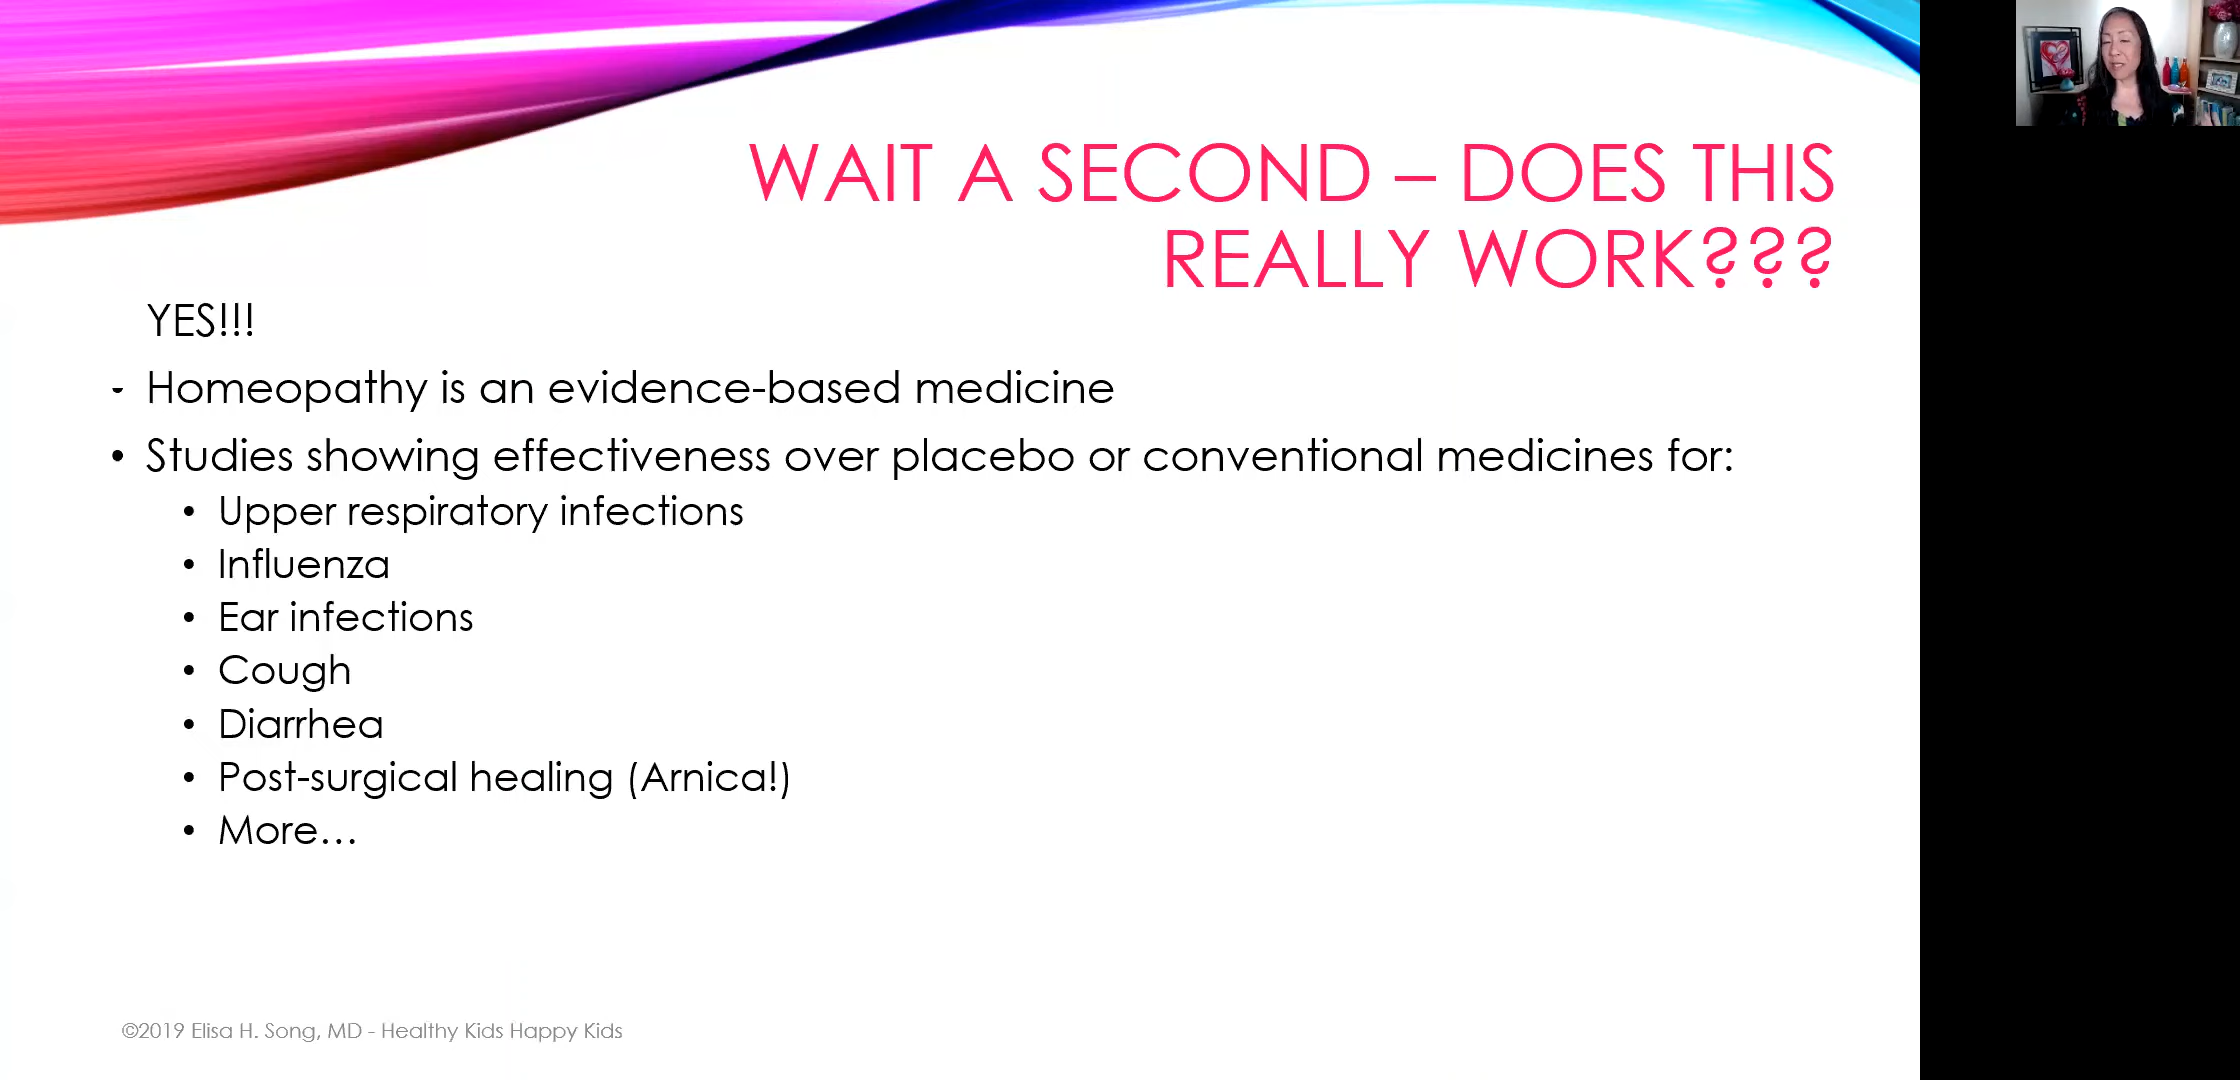 WAIT A SECOND – DOES THIS
REALLY WORK???
YES!!!
- Homeopathy is an evidence-based medicine
• Studies showing effectiveness over placebo or conventional medicines for:
• Upper respiratory infections
• Influenza
• Ear infections
• Cough
• Diarrhea
• Post-surgical healing (Arnica!)
• More…
©2019 Elisa H. Song, MD - Healthy Kids Happy Kids